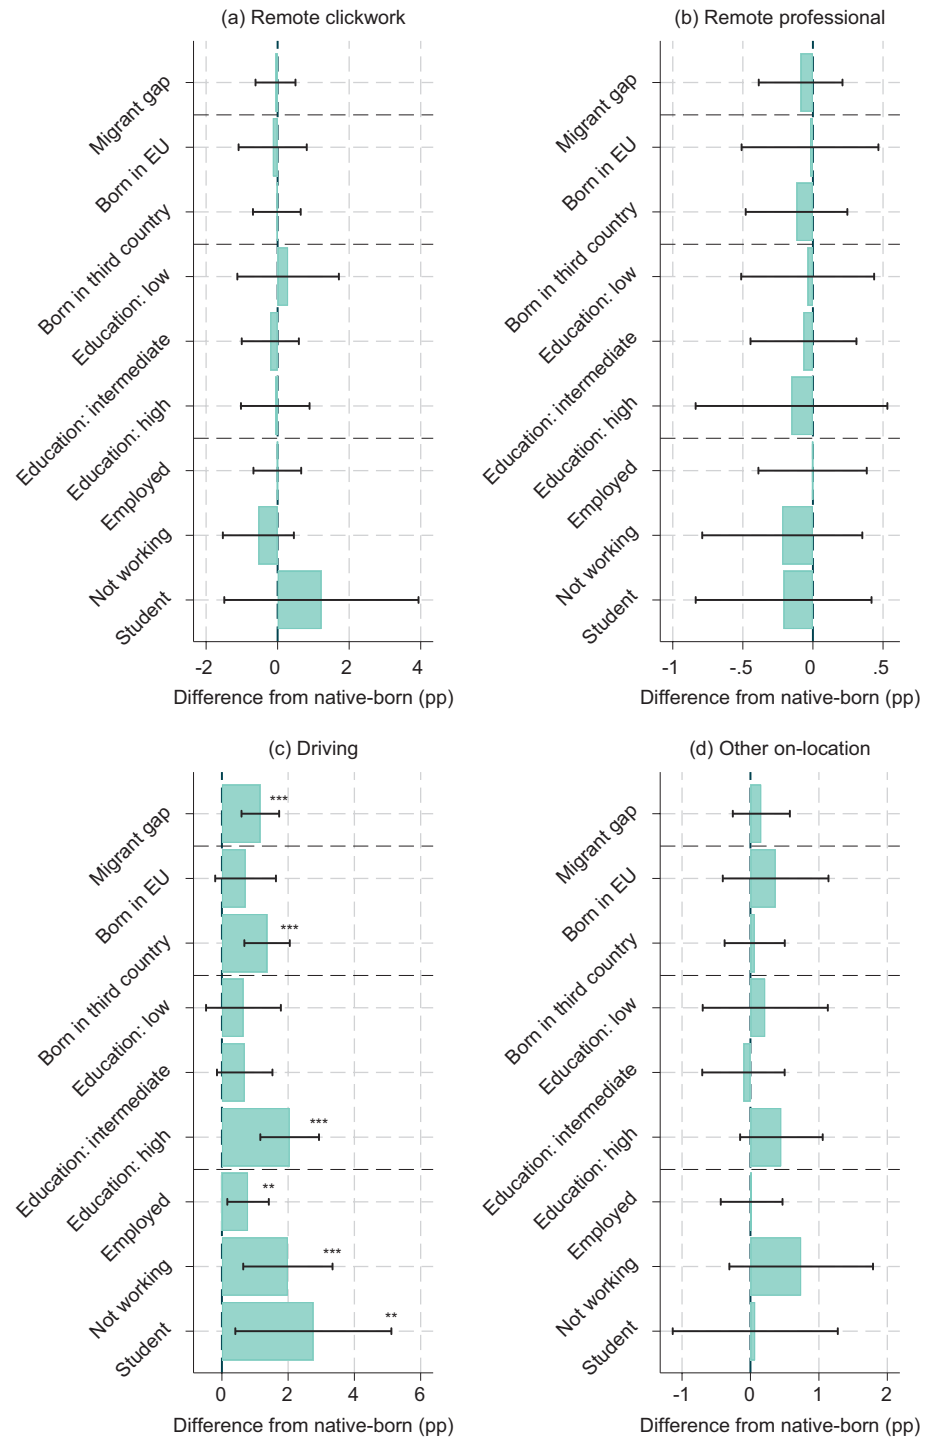 (a) Remote clickwork
Migrant gap
Born in EU
Born in third country
Education: low
Education: intermediate
Education: high
Employed
Not working
Student
-2 0 2 4
Difference from native-born (pp)
(b) Remote professional
Migrant gap
Born in EU
Born in third country
Education: low
Education: intermediate
Education: high
Employed
Not working
Student
-1 -.5 0 .5
Difference from native-born (pp)
(c) Driving
Migrant gap
***
Born in EU
Born in third country
***
Education: low
Education: intermediate
Education: high
***
Employed
**
Not working
***
Student
**
0 2 4 6
Difference from native-born (pp)
(d) Other on-location
Migrant gap
Born in EU
Born in third country
Education: low
Education: intermediate
Education: high
Employed
Not working
Student
-1 0 1 2
Difference from native-born (pp)